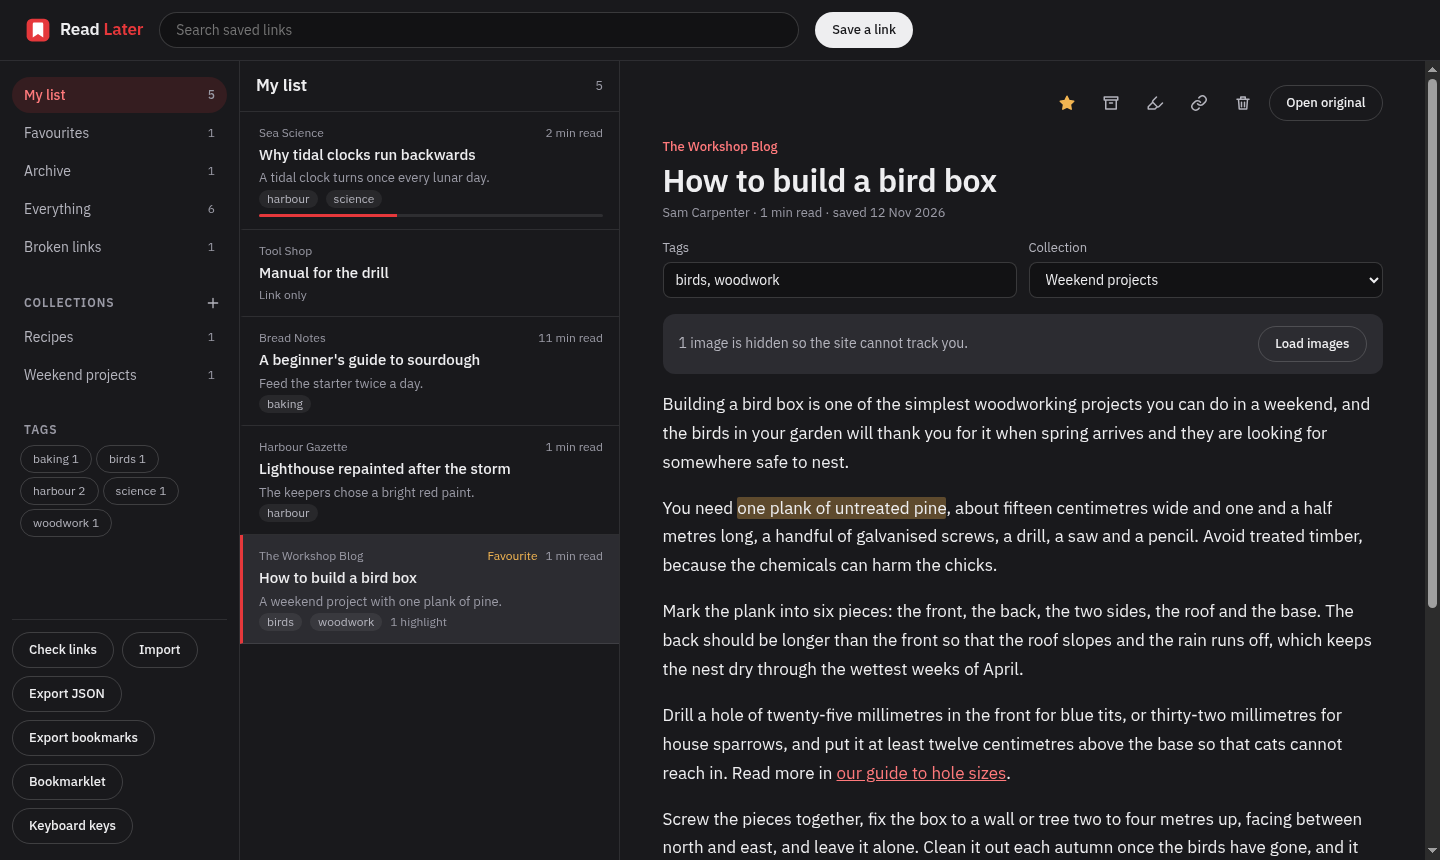 Read Later
Search saved links
Save a link
My list 5
Favourites 1
Archive 1
Everything 6
Broken links 1
COLLECTIONS
Recipes 1
Weekend projects 1
TAGS
baking 1
birds 1
harbour 2
science 1
woodwork 1
Check links
Import
Export JSON
Export bookmarks
Bookmarklet
Keyboard keys
My list 5
Sea Science 2 min read
Why tidal clocks run backwards
A tidal clock turns once every lunar day.
harbour science
Tool Shop
Manual for the drill
Link only
Bread Notes 11 min read
A beginner's guide to sourdough
Feed the starter twice a day.
baking
Harbour Gazette 1 min read
Lighthouse repainted after the storm
The keepers chose a bright red paint.
harbour
The Workshop Blog Favourite 1 min read
How to build a bird box
A weekend project with one plank of pine.
birds woodwork 1 highlight
Open original
The Workshop Blog
How to build a bird box
Sam Carpenter · 1 min read · saved 12 Nov 2026
Tags
birds, woodwork
Collection
Weekend projects
1 image is hidden so the site cannot track you.
Load images
Building a bird box is one of the simplest woodworking projects you can do in a weekend, and
the birds in your garden will thank you for it when spring arrives and they are looking for
somewhere safe to nest.
You need one plank of untreated pine, about fifteen centimetres wide and one and a half
metres long, a handful of galvanised screws, a drill, a saw and a pencil. Avoid treated timber,
because the chemicals can harm the chicks.
Mark the plank into six pieces: the front, the back, the two sides, the roof and the base. The
back should be longer than the front so that the roof slopes and the rain runs off, which keeps
the nest dry through the wettest weeks of April.
Drill a hole of twenty-five millimetres in the front for blue tits, or thirty-two millimetres for
house sparrows, and put it at least twelve centimetres above the base so that cats cannot
reach in. Read more in our guide to hole sizes.
Screw the pieces together, fix the box to a wall or tree two to four metres up, facing between
north and east, and leave it alone. Clean it out each autumn once the birds have gone, and it